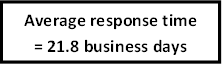 Average response time
= 21.8 business days